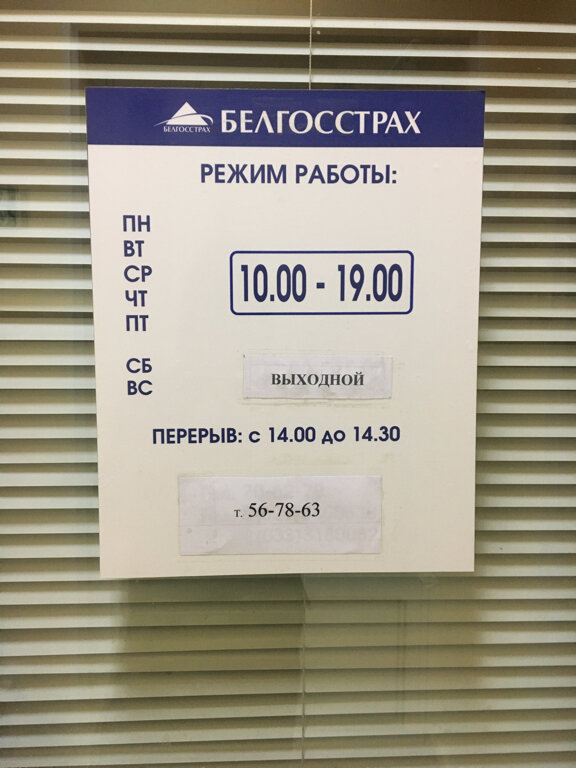 БЕЛГОССТРАХ БЕЛГОССТРАХ
РЕЖИМ РАБОТЫ:
ПН
ВТ
СР 10.00 - 19.00
ЧТ
ПТ
СБ ВЫХОДНОЙ
ВС
ПЕРЕРЫВ: с 14.00 до 14.30
т. 56-78-63